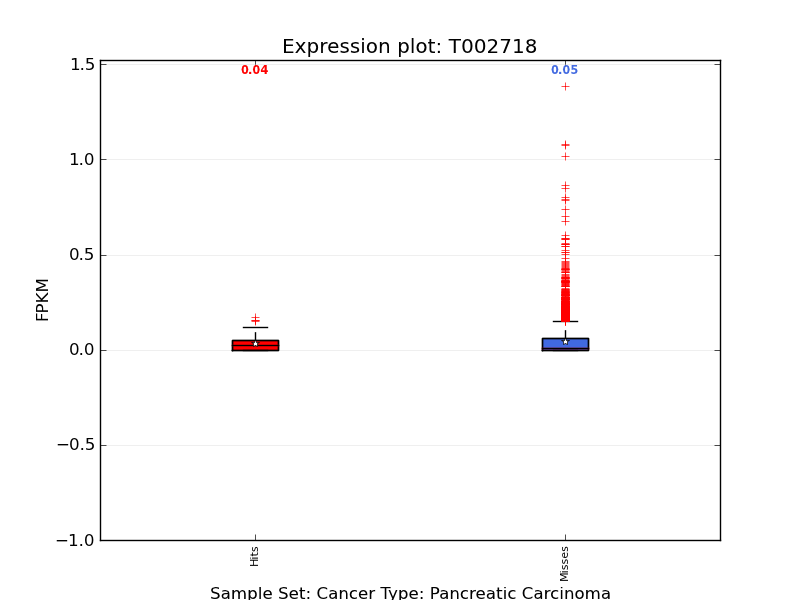 Expression plot: T002718
1.5
0.04
0.05
1.0
0.5
FPKM
0.0
−0.5
−1.0
Hits
Misses
Sample Set: Cancer Type: Pancreatic Carcinoma